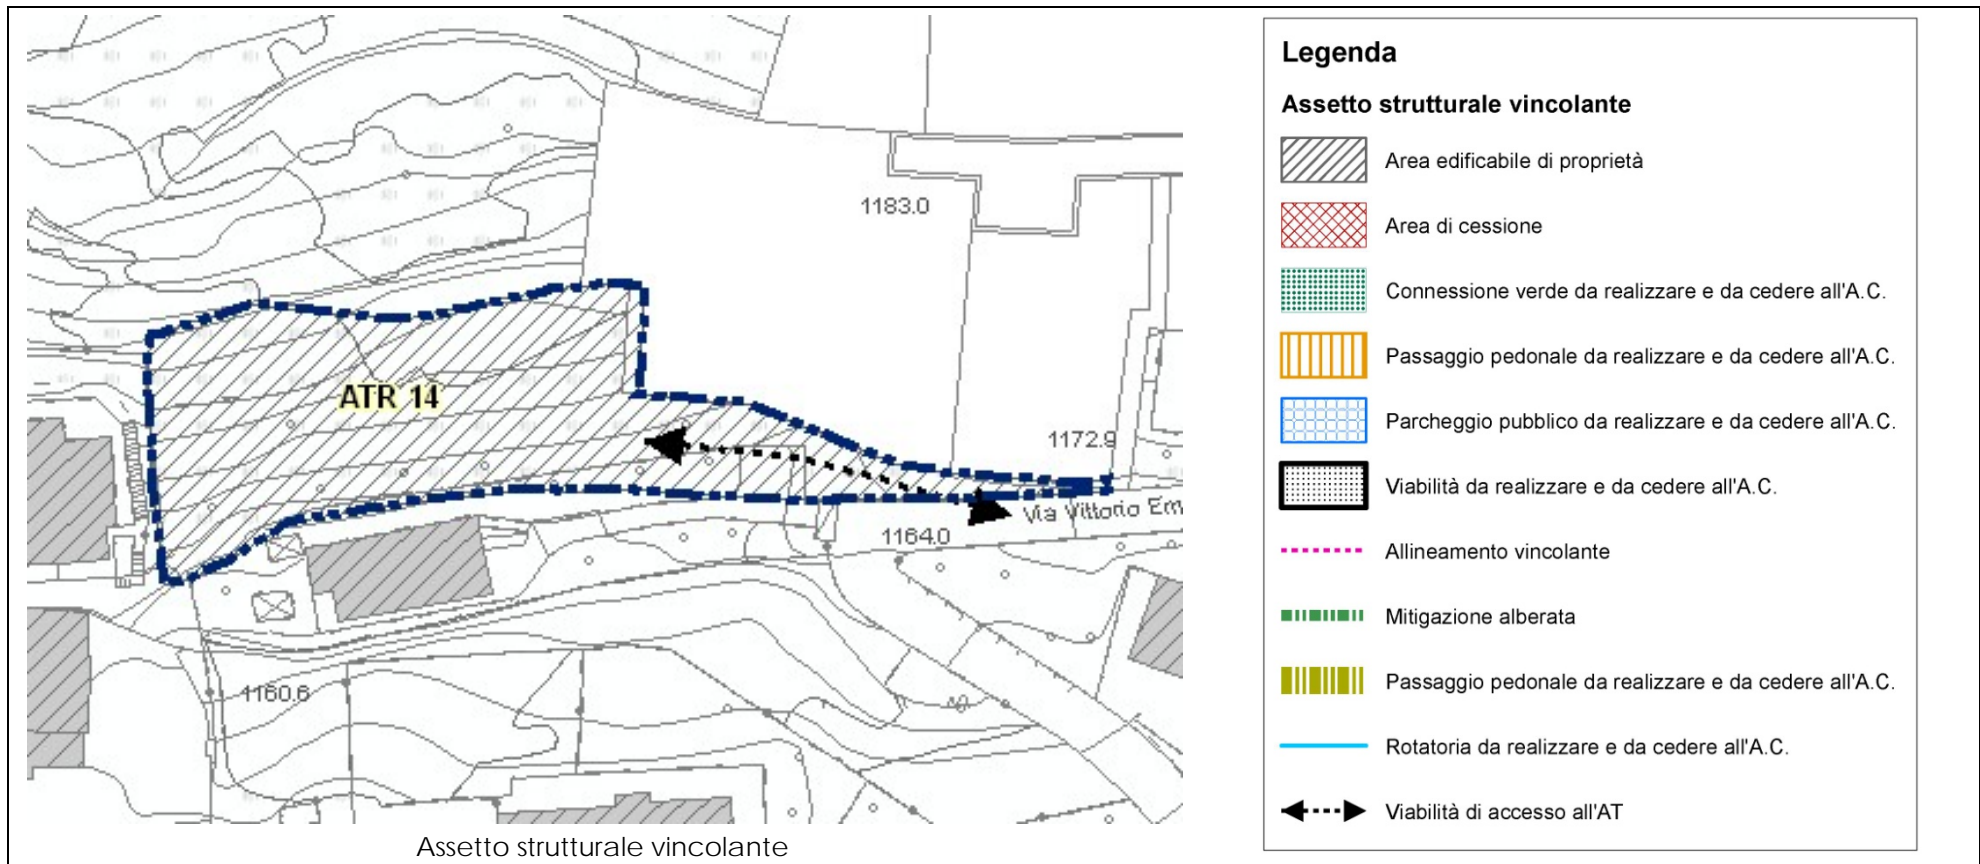 1183.0
ATR 14
1172.9
Via Vittorio Em
1164.0
1160.6
Assetto strutturale vincolante
Legenda
Assetto strutturale vincolante
Area edificabile di proprietà
Area di cessione
Connessione verde da realizzare e da cedere all'A.C.
Passaggio pedonale da realizzare e da cedere all'A.C.
Parcheggio pubblico da realizzare e da cedere all'A.C.
Viabilità da realizzare e da cedere all'A.C.
Allineamento vincolante
Mitigazione alberata
Passaggio pedonale da realizzare e da cedere all'A.C.
Rotatoria da realizzare e da cedere all'A.C.
Viabilità di accesso all'AT